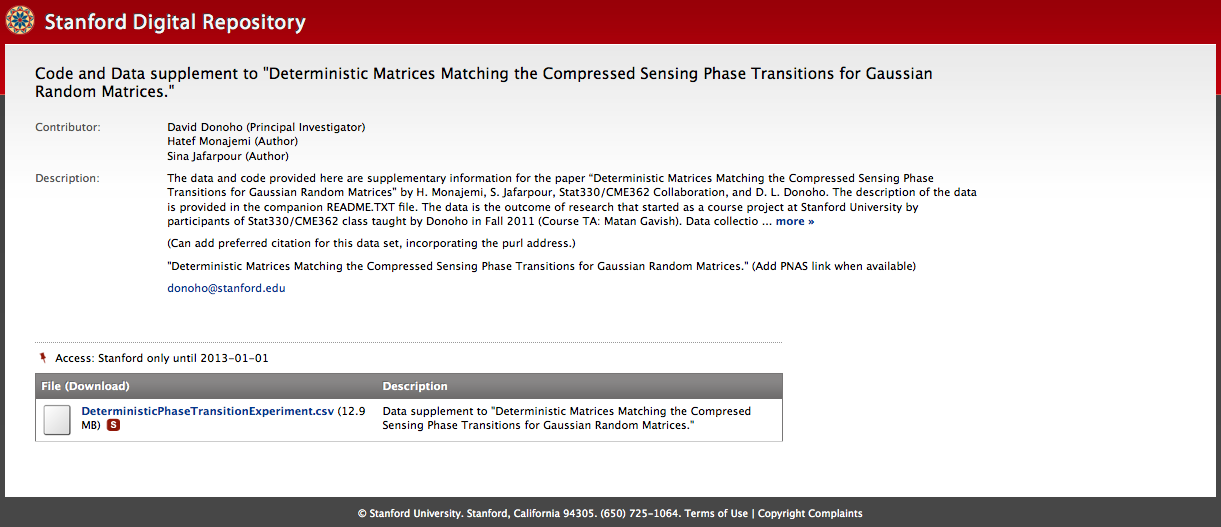 Stanford Digital Repository
Code and Data supplement to "Deterministic Matrices Matching the Compressed Sensing Phase Transitions for Gaussian
Random Matrices."
Contributor:
David Donoho (Principal Investigator)
Hatef Monajemi (Author)
Sina Jafarpour (Author)
Description:
The data and code provided here are supplementary information for the paper “Deterministic Matrices Matching the Compressed Sensing Phase
Transitions for Gaussian Random Matrices” by H. Monajemi, S. Jafarpour, Stat330/CME362 Collaboration, and D. L. Donoho. The description of the data
is provided in the companion README.TXT file. The data is the outcome of research that started as a course project at Stanford University by
participants of Stat330/CME362 class taught by Donoho in Fall 2011 (Course TA: Matan Gavish). Data collectio ... more »
(Can add preferred citation for this data set, incorporating the purl address.)
"Deterministic Matrices Matching the Compressed Sensing Phase Transitions for Gaussian Random Matrices." (Add PNAS link when available)
donoho@stanford.edu
Access: Stanford only until 2013-01-01
File (Download) Description
DeterministicPhaseTransitionExperiment.csv (12.9
MB) S
Data supplement to "Deterministic Matrices Matching the Compresed
Sensing Phase Transitions for Gaussian Random Matrices."
© Stanford University. Stanford, California 94305. (650) 725-1064. Terms of Use | Copyright Complaints